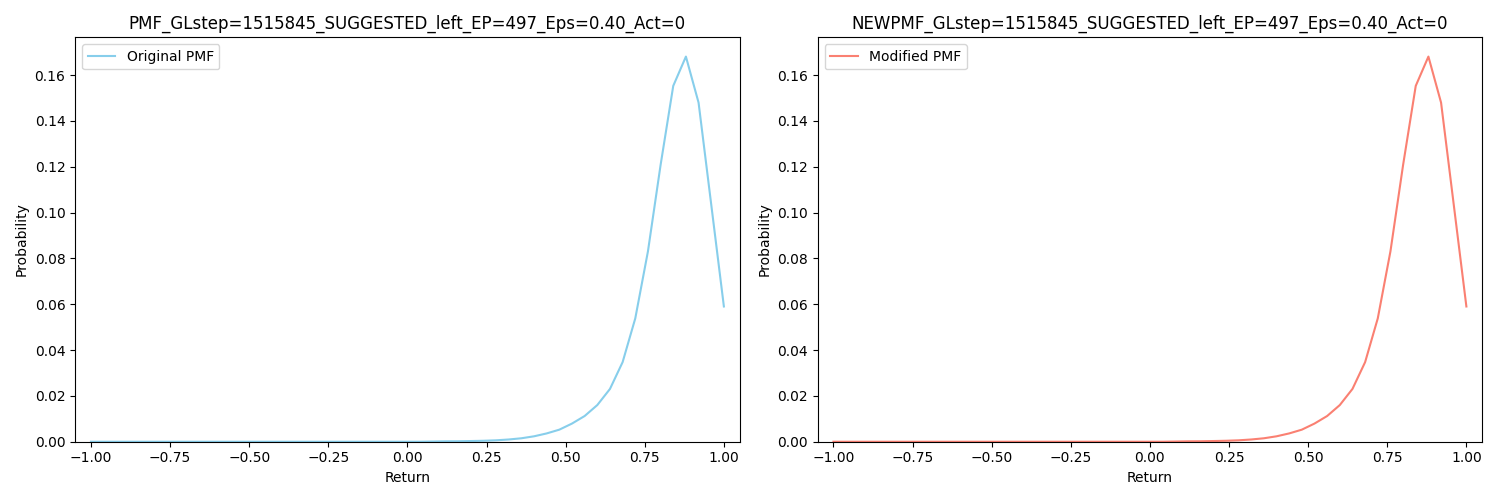 PMF_GLstep=1515845_SUGGESTED_left_EP=497_Eps=0.40_Act=0
Original PMF
Probability
0.16
0.14
0.12
0.10
0.08
0.06
0.04
0.02
0.00
−1.00 −0.75 −0.50 −0.25 0.00 0.25 0.50 0.75 1.00
Return
NEWPMF_GLstep=1515845_SUGGESTED_left_EP=497_Eps=0.40_Act=0
Modified PMF
Probability
0.16
0.14
0.12
0.10
0.08
0.06
0.04
0.02
0.00
−1.00 −0.75 −0.50 −0.25 0.00 0.25 0.50 0.75 1.00
Return